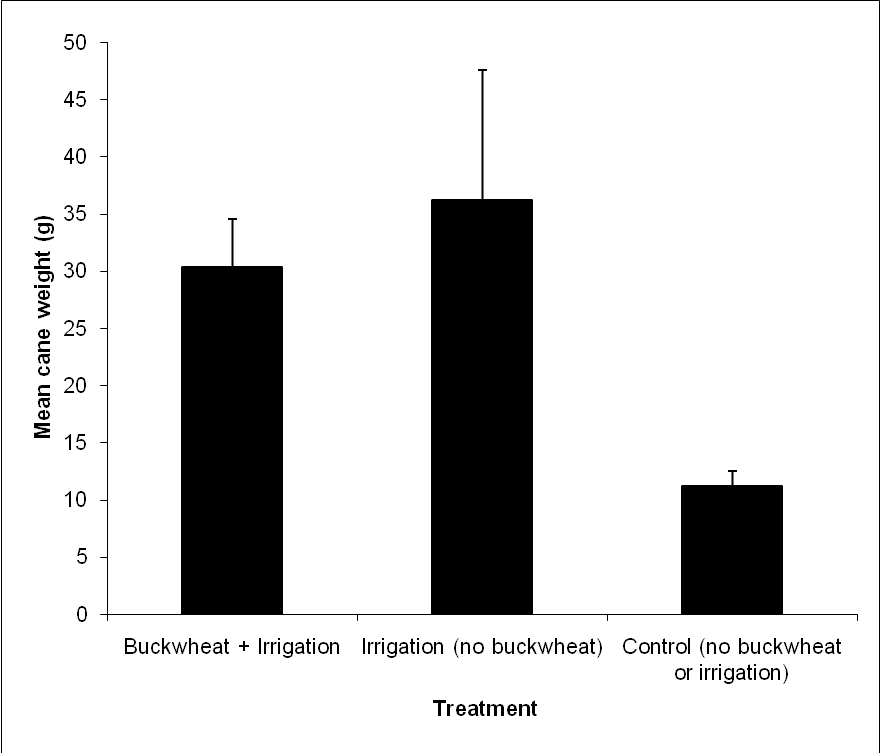 50
45
40
35
30
25
20
15
10
5
0
Mean cane weight (g)
Buckwheat + Irrigation
Irrigation (no buckwheat)
Control (no buckwheat
or irrigation)
Treatment